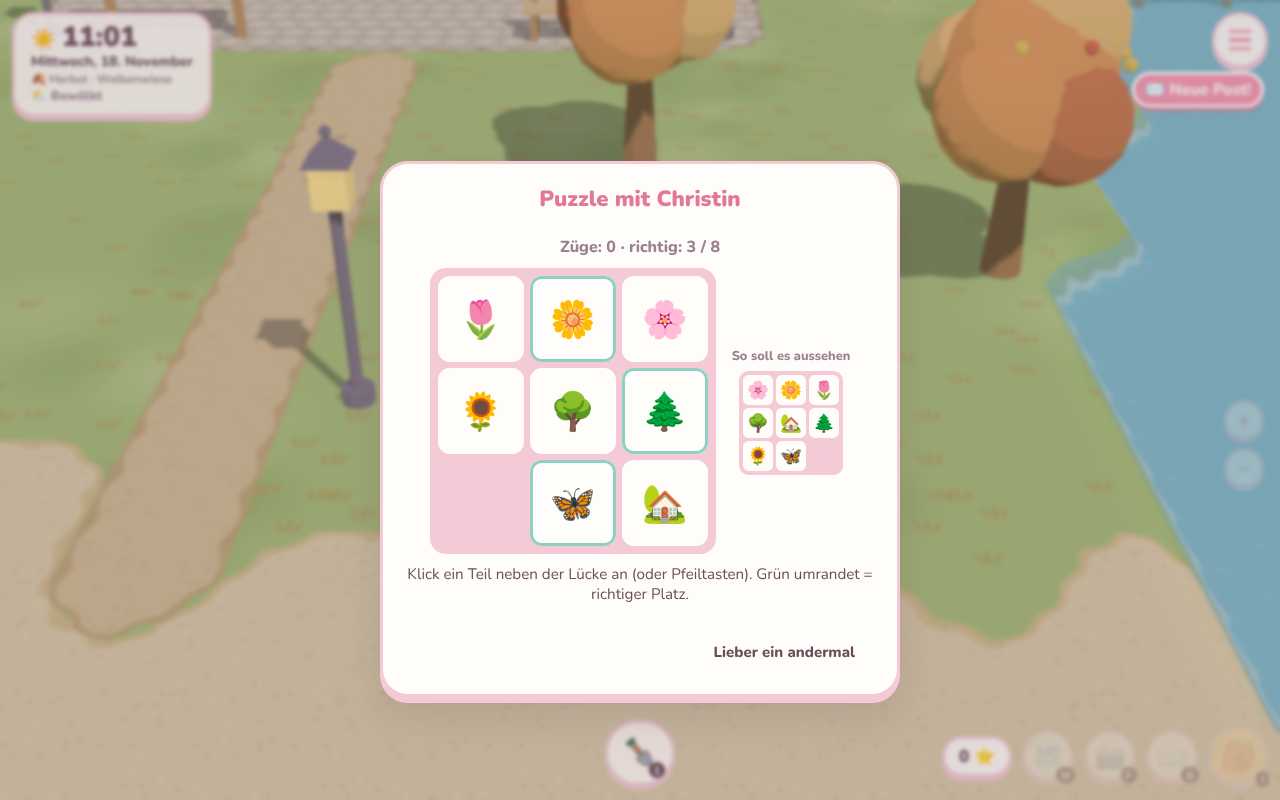 11:01
Mittwoch, 18. November
Herbst · Wolkenwiese
Bewölkt
Neue Post!
Puzzle mit Christin
Züge: 0 · richtig: 3 / 8
So soll es aussehen
Klick ein Teil neben der Lücke an (oder Pfeiltasten). Grün umrandet =
richtiger Platz.
Lieber ein andermal
0